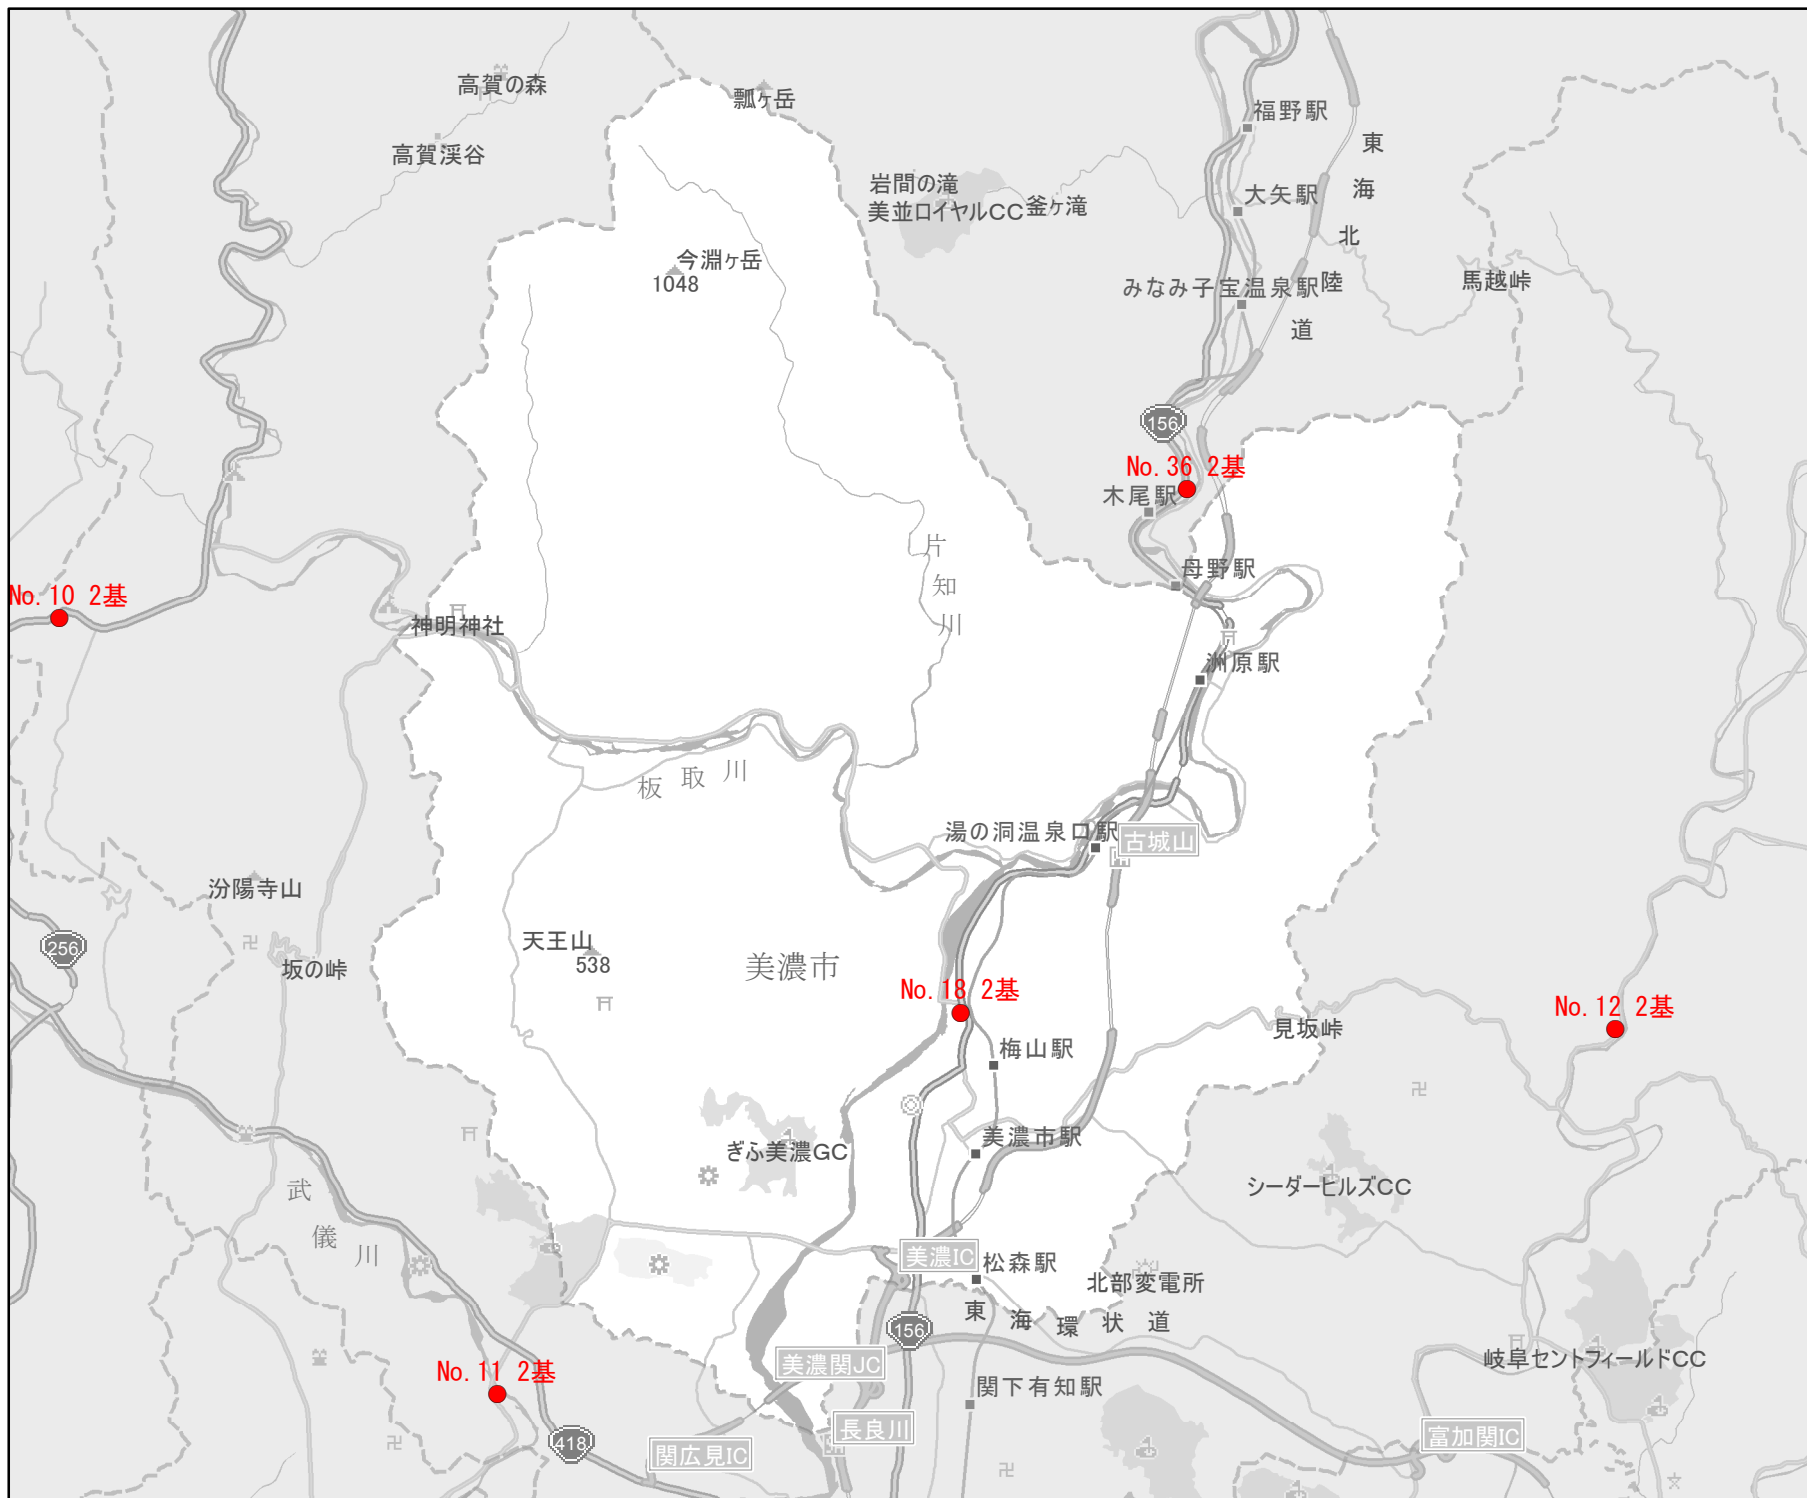 高賀の森
瓢ヶ岳
福野駅
東海北陸道
高賀渓谷
岩間の滝
大矢駅
美並ロイヤルCC
釜ヶ滝
今淵ヶ岳
1048
みなみ子宝温泉駅
馬越峠
156
No.36 2基
木尾駅
片知川
母野駅
No.10 2基
神明神社
洲原駅
板取川
湯の洞温泉口駅
古城山
汾陽寺山
256
坂の峠
天王山
538
美濃市
No.18 2基
No.12 2基
見坂峠
梅山駅
美濃市駅
ぎふ美濃GC
シーダーヒルズCC
武儀川
美濃IC
松森駅
北部変電所
東海環状道
156
美濃関JC
岐阜セントフィールドCC
No.11 2基
関下有知駅
長良川
418
関広見IC
富加関IC